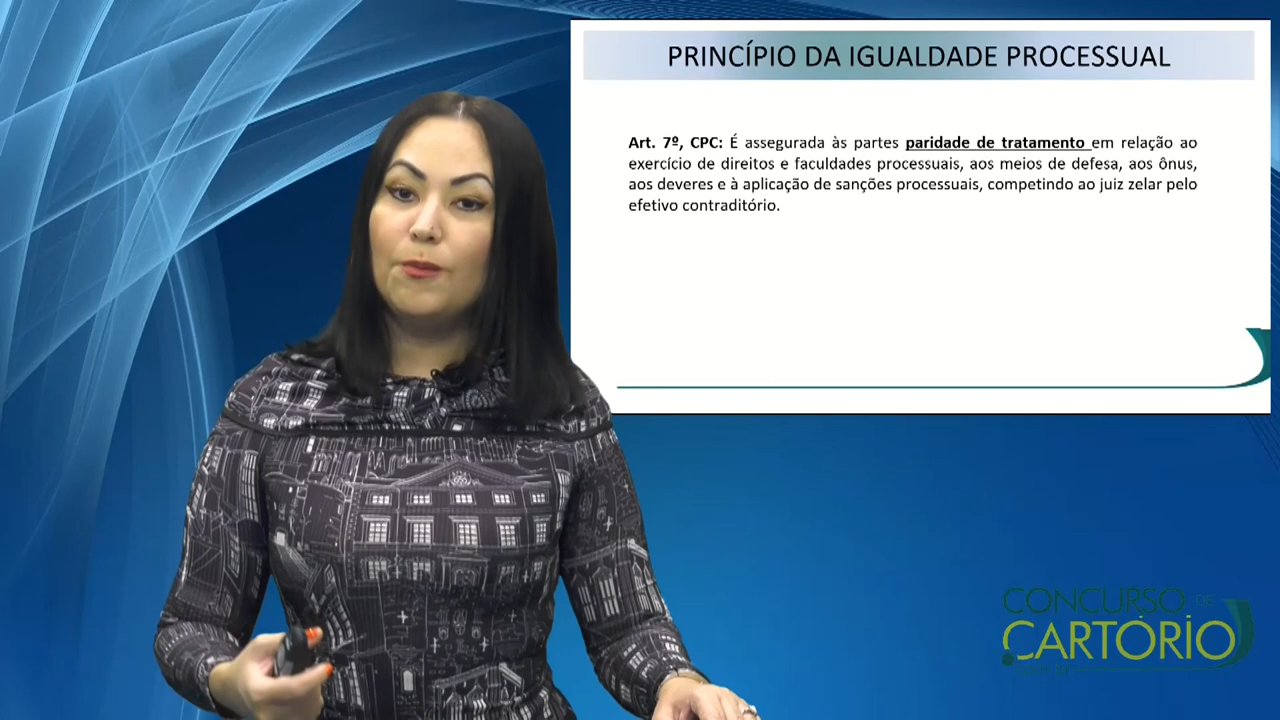 PRINCÍPIO DA IGUALDADE PROCESSUAL
Art. 7º, CPC: É assegurada às partes paridade de tratamento em relação ao
exercício de direitos e faculdades processuais, aos meios de defesa, aos ônus,
aos deveres e à aplicação de sanções processuais, competindo ao juiz zelar pelo
efetivo contraditório.
CONCURSO DE
CARTÓRIO